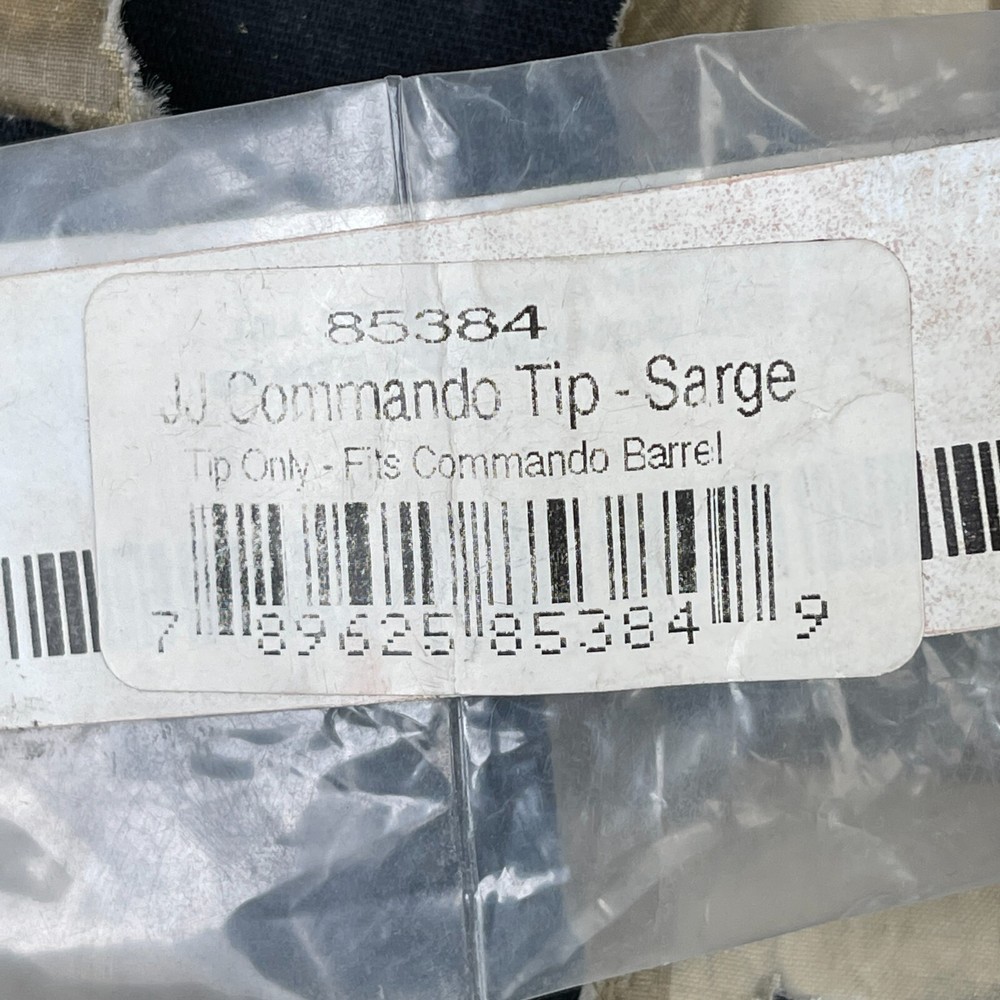 85384
JJ Commando Tip - Sarge
Tip Only - Fits Commando Barrel
7 89625 85384 9